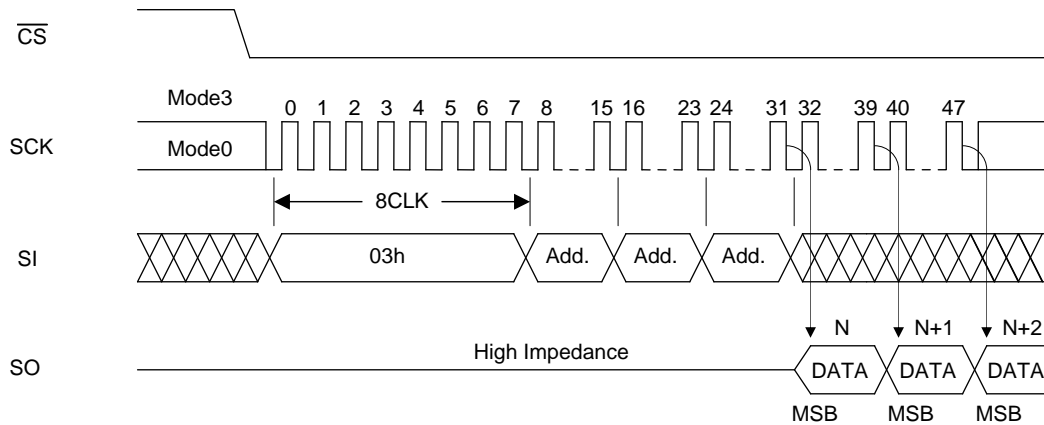 CS
Mode3
0 1 2 3 4 5 6 7 8 15 16 23 24 31 32 39 40 47
SCK
Mode0
8CLK
SI
03h Add. Add. Add.
N N+1 N+2
High Impedance
SO
DATA DATA DATA
MSB MSB MSB